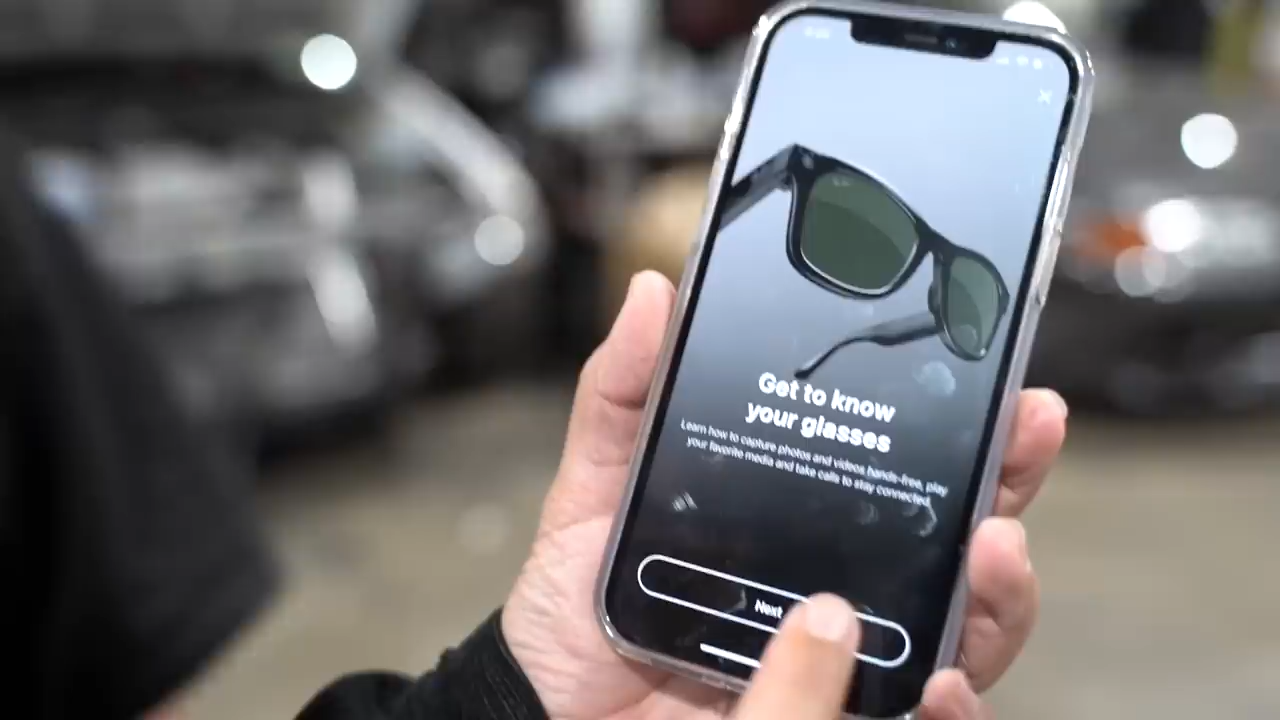 Get to know
your glasses
Learn how to capture photos and videos hands-free, play
your favorite media and take calls to stay connected.
Next